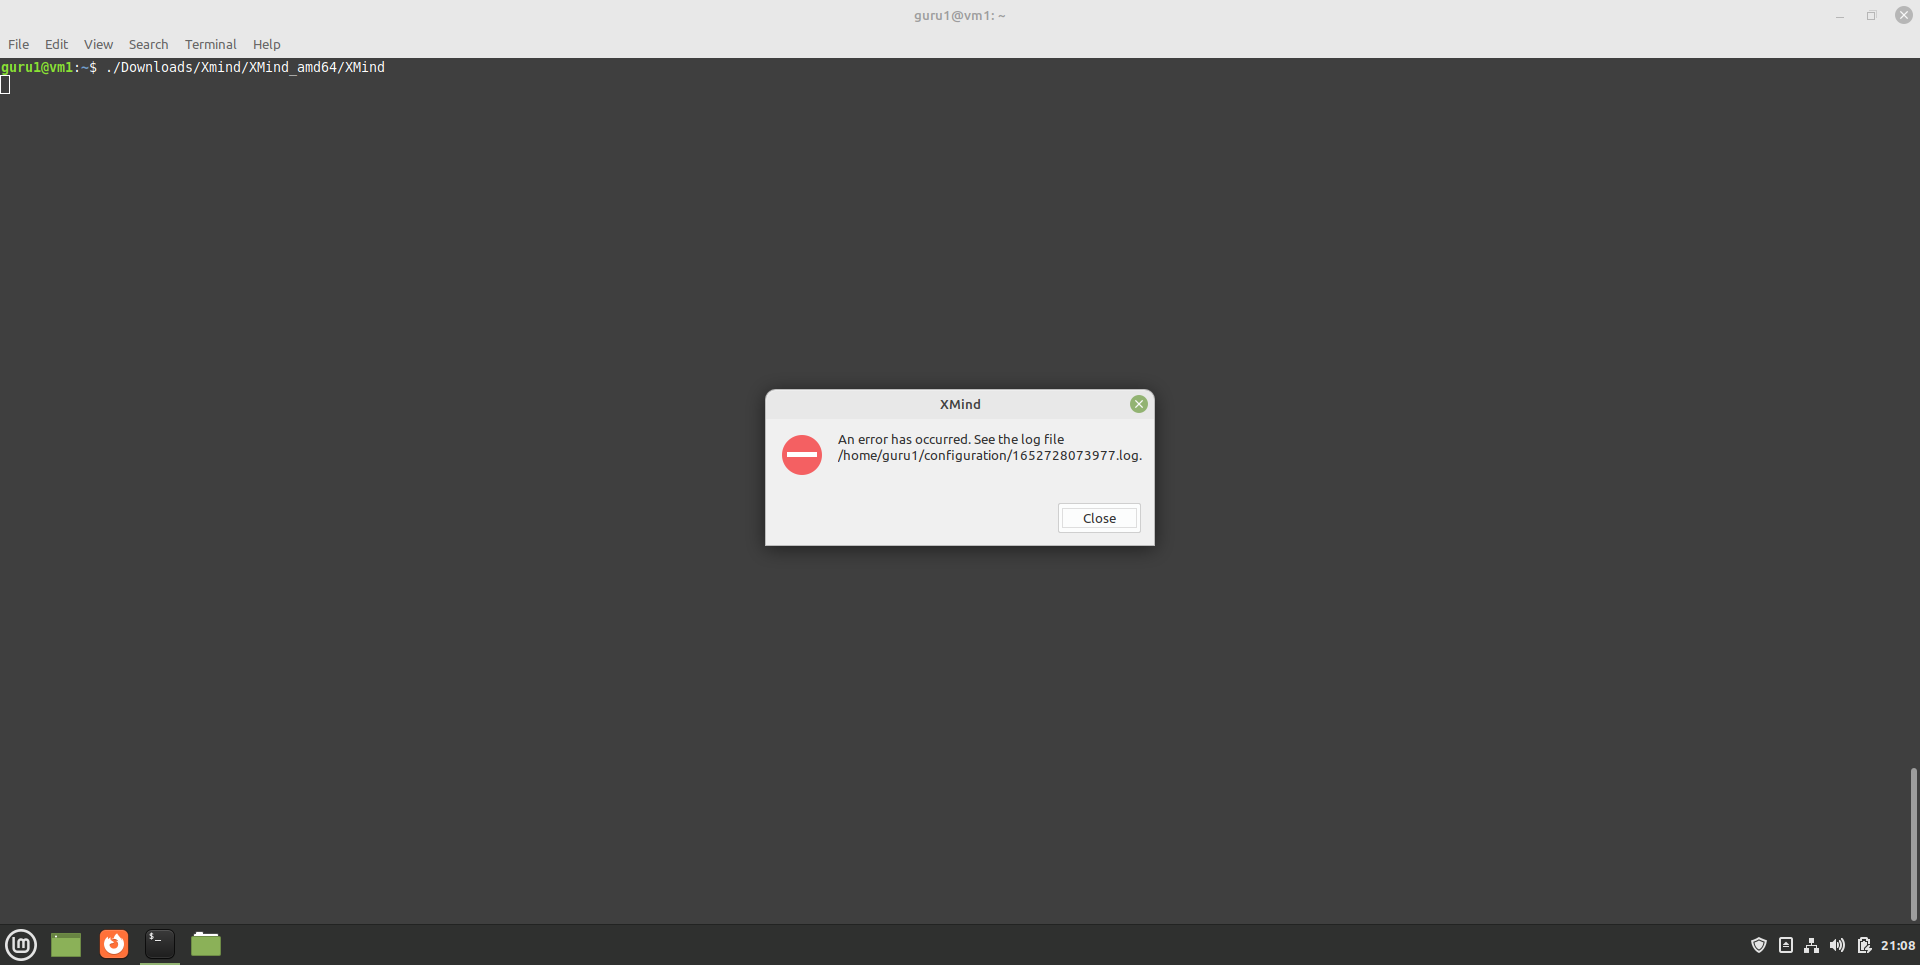 guru1@vm1: ~
File Edit View Search Terminal Help
guru1@vm1:~$ ./Downloads/Xmind/XMind_amd64/XMind
XMind
An error has occurred. See the log file
/home/guru1/configuration/1652728073977.log.
Close
$_
lm
21:08